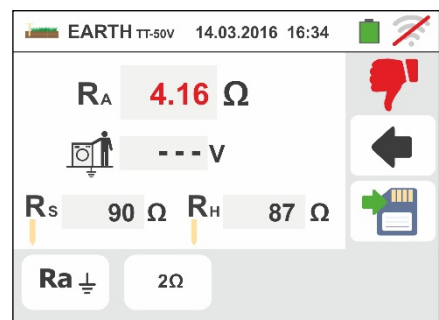 EARTH TT-50V 14.03.2016 16:34
RA 4.16 Ω
--- V
Rs 90 Ω RH 87 Ω
Ra 2Ω